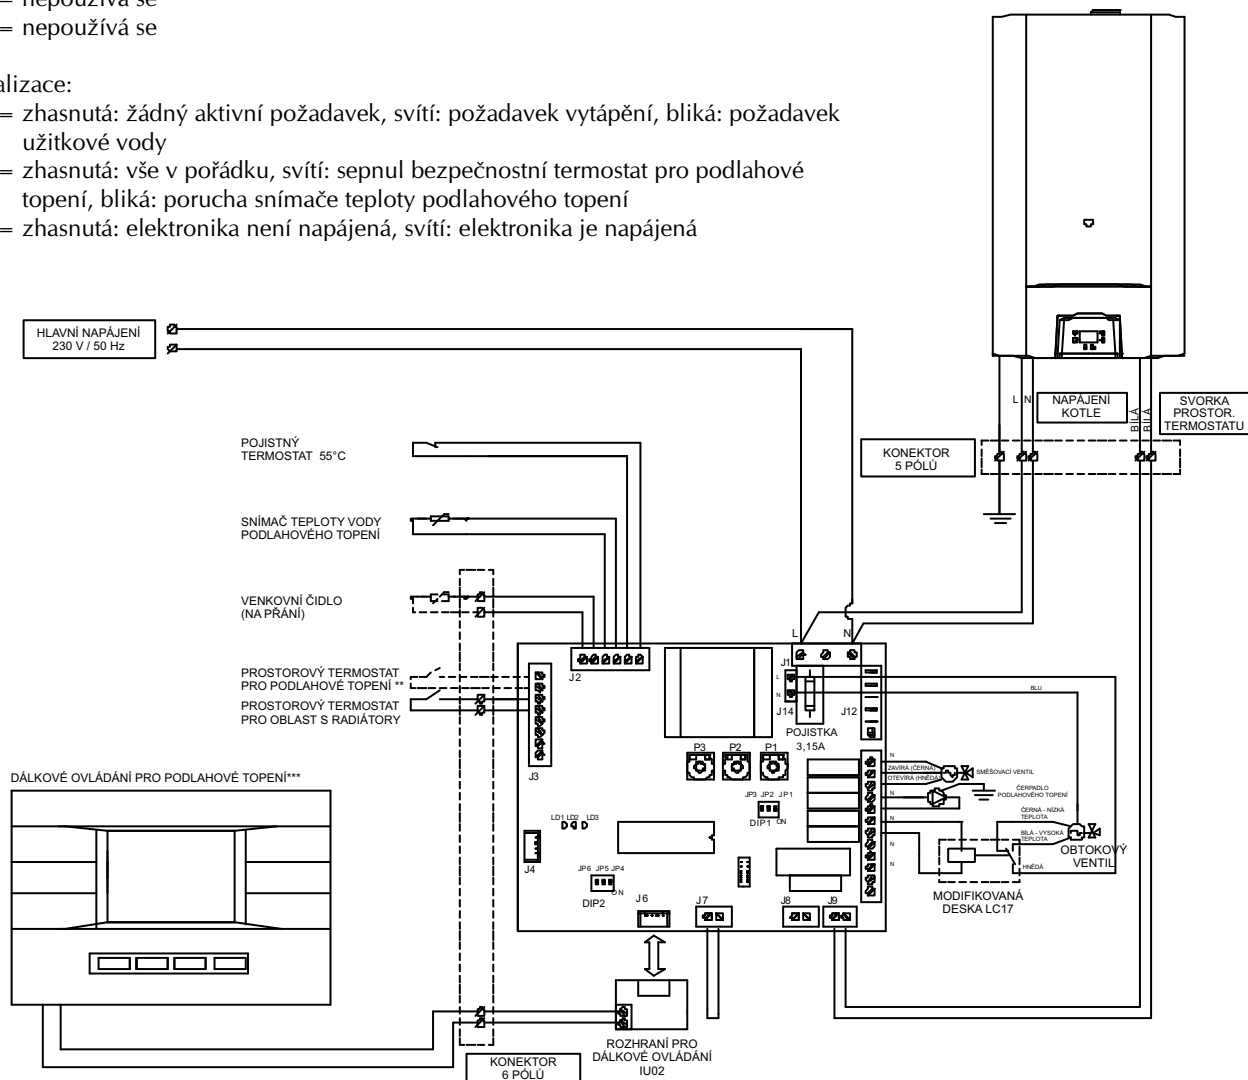 = nepoužívá se
= nepoužívá se
alizace:
= zhasnutá: žádný aktivní požadavek, svítí: požadavek vytápění, bliká: požadavek
užitkové vody
= zhasnutá: vše v pořádku, svítí: sepnul bezpečnostní termostat pro podlahové
topení, bliká: porucha snímače teploty podlahového topení
= zhasnutá: elektronika není napájená, svítí: elektronika je napájená
HLAVNÍ NAPÁJENÍ
230 V / 50 Hz
L N
NAPÁJENÍ
KOTLE
BÍLÁ
BÍLÁ
SVORKA
PROSTOR.
TERMOSTATU
KONEKTOR
5 PÓLŮ
POJISTNÝ
TERMOSTAT 55°C
SNÍMAČ TEPLOTY VODY
PODLAHOVÉHO TOPENÍ
VENKOVNÍ ČIDLO
(NA PŘÁNÍ)
PROSTOROVÝ TERMOSTAT
PRO PODLAHOVÉ TOPENÍ **
PROSTOROVÝ TERMOSTAT
PRO OBLAST S RADIÁTORY
L N
J2
J1
L
N
J14
J12
POJISTKA
3,15A
BLU
J3
P3 P2 P1
N
ZAVÍRÁ (ČERNÁ)
OTEVÍRÁ (HNĚDÁ)
SMĚŠOVACÍ VENTIL
N
ČERPADLO
PODLAHOVÉHO TOPENÍ
JP3 JP2 JP1
DIP1 ON
LD1 LD2 LD3
N
ČERNÁ - NÍZKÁ
TEPLOTA
BÍLÁ - VYSOKÁ
TEPLOTA
N
OBTOKOVÝ
VENTIL
HNĚDÁ
N
MODIFIKOVANÁ
DESKA LC17
J4
JP6 JP5 JP4
ON
DIP2
J6
J7
J8
J9
DÁLKOVÉ OVLÁDÁNÍ PRO PODLAHOVÉ TOPENÍ***
ROZHRANÍ PRO
DÁLKOVÉ OVLÁDÁNÍ
IU02
KONEKTOR
6 PÓLŮ